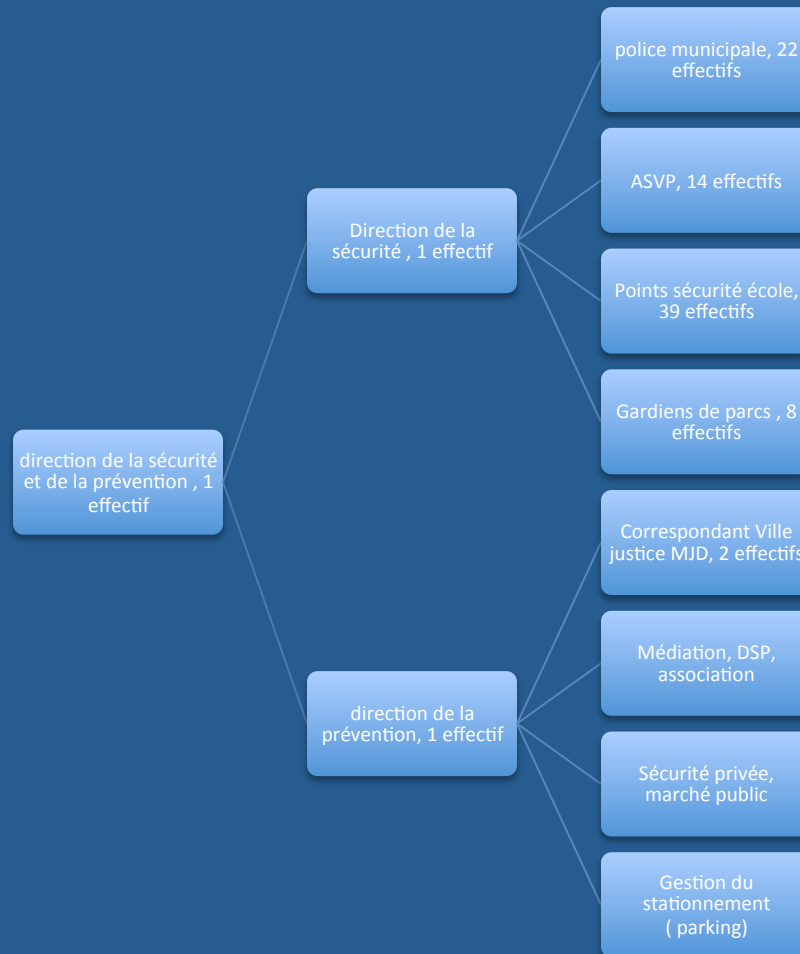 police municipale, 22
effectifs
ASVP, 14 effectifs
Direction de la
sécurité , 1 effectif
Points sécurité école,
39 effectifs
Gardiens de parcs , 8
effectifs
direction de la sécurité
et de la prévention , 1
effectif
Correspondant Ville
justice MJD, 2 effectifs
Médiation, DSP,
association
direction de la
prévention, 1 effectif
Sécurité privée,
marché public
Gestion du
stationnement
( parking)